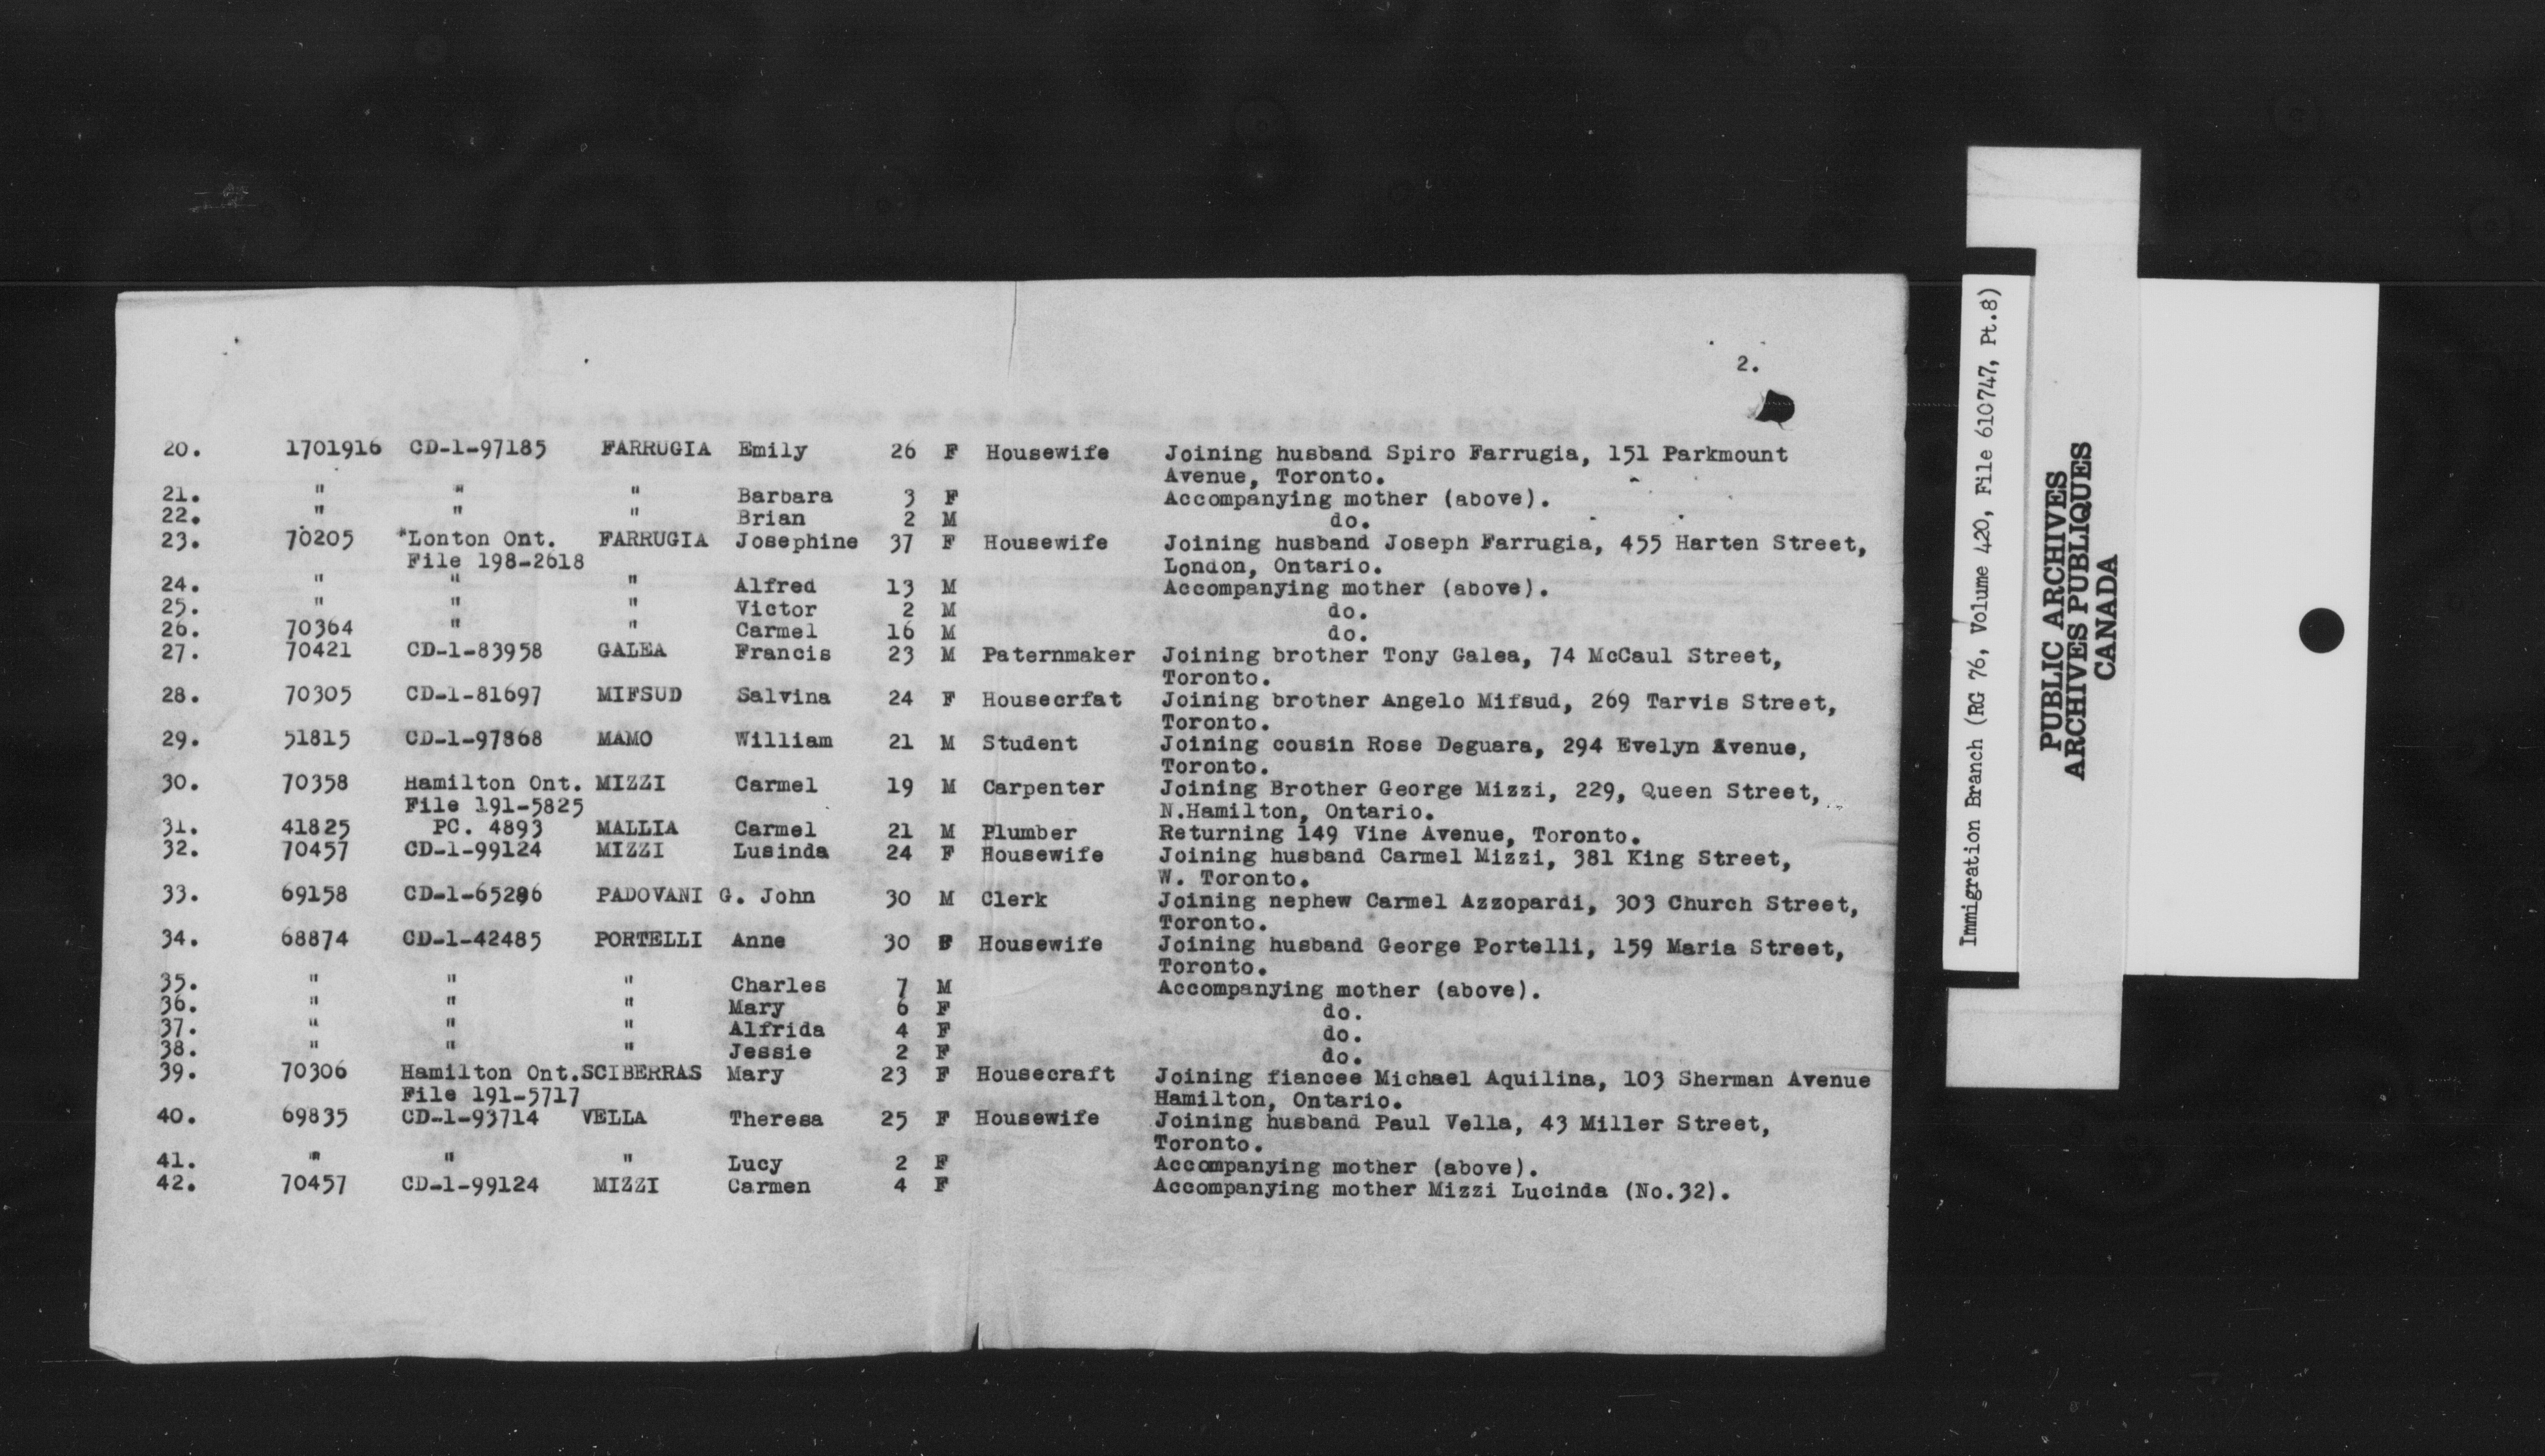 2.
20. 1701916 CD-1-97185 FARRUGIA Emily 26 F Housewife Joining husband Spiro Farrugia, 151 Parkmount
Avenue, Toronto.
21. " " " Barbara 3 F Accompanying mother (above).
22. " " " Brian 2 M do.
23. 70205 "Lonton Ont. FARRUGIA Josephine 37 F Housewife Joining husband Joseph Farrugia, 455 Harten Street,
File 198-2618 London, Ontario.
24. " " " Alfred 13 M Accompanying mother (above).
25. " " " Victor 2 M do.
26. 70364 " " Carmel 16 M do.
27. 70421 CD-1-83958 GALEA Francis 23 M Paternmaker Joining brother Tony Galea, 74 McCaul Street,
Toronto.
28. 70305 CD-1-81697 MIFSUD Salvina 24 F Housecrfat Joining brother Angelo Mifsud, 269 Tarvis Street,
Toronto.
29. 51815 CD-1-97868 MAMO William 21 M Student Joining cousin Rose Deguara, 294 Evelyn Avenue,
Toronto.
30. 70358 Hamilton Ont. MIZZI Carmel 19 M Carpenter Joining Brother George Mizzi, 229, Queen Street,
File 191-5825 N.Hamilton, Ontario.
31. 41825 PC. 4893 MALLIA Carmel 21 M Plumber Returning 149 Vine Avenue, Toronto.
32. 70457 CD-1-99124 MIZZI Lusinda 24 F Housewife Joining husband Carmel Mizzi, 381 King Street,
W. Toronto.
33. 69158 CD-1-65286 PADOVANI G. John 30 M Clerk Joining nephew Carmel Azzopardi, 303 Church Street,
Toronto.
34. 68874 CD-1-42485 PORTELLI Anne 30 F Housewife Joining husband George Portelli, 159 Maria Street,
Toronto.
35. " " " Charles 7 M Accompanying mother (above).
36. " " " Mary 6 F do.
37. " " " Alfrida 4 F do.
38. " " " Jessie 2 F do.
39. 70306 Hamilton Ont.SCIBERRAS Mary 23 F Housecraft Joining fiancee Michael Aquilina, 103 Sherman Avenue
File 191-5717 Hamilton, Ontario.
40. 69835 CD-1-93714 VELLA Theresa 25 F Housewife Joining husband Paul Vella, 43 Miller Street,
Toronto.
41. " " " Lucy 2 F Accompanying mother (above).
42. 70457 CD-1-99124 MIZZI Carmen 4 F Accompanying mother Mizzi Lucinda (No.32).
Immigration Branch (RG 76, Volume 420, File 610747, Pt.8)
PUBLIC ARCHIVES
ARCHIVES PUBLIQUES
CANADA